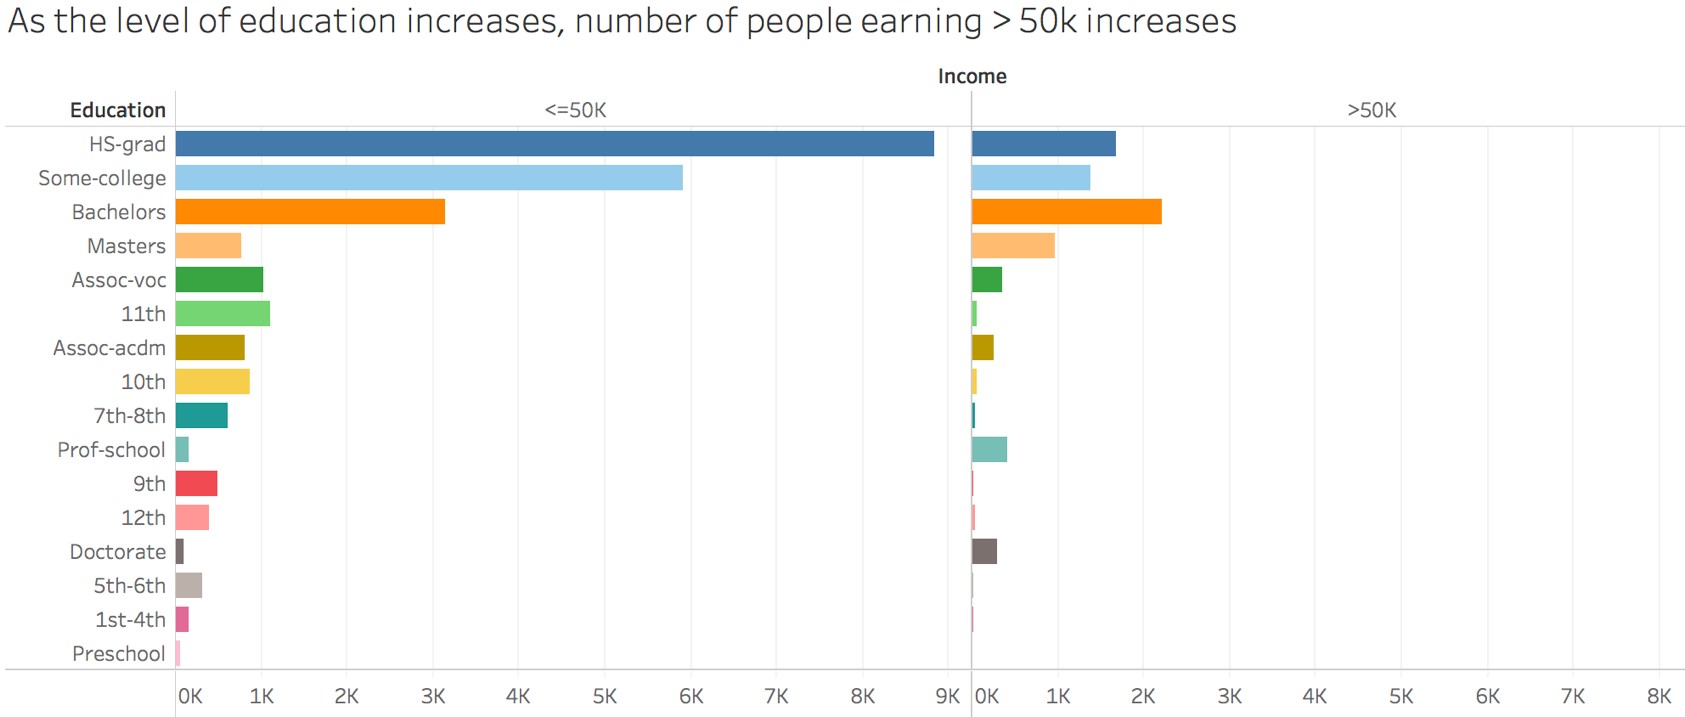 As the level of education increases, number of people earning > 50k increases
Income
Education <=50K >50K
HS-grad
Some-college
Bachelors
Masters
Assoc-voc
11th
Assoc-acdm
10th
7th-8th
Prof-school
9th
12th
Doctorate
5th-6th
1st-4th
Preschool
0K 1K 2K 3K 4K 5K 6K 7K 8K 9K 0K 1K 2K 3K 4K 5K 6K 7K 8K